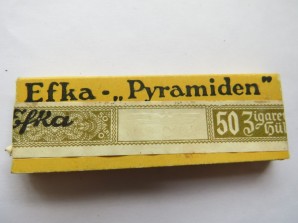 Efka - „Pyramiden"
Efka 50 Zigare
Hül